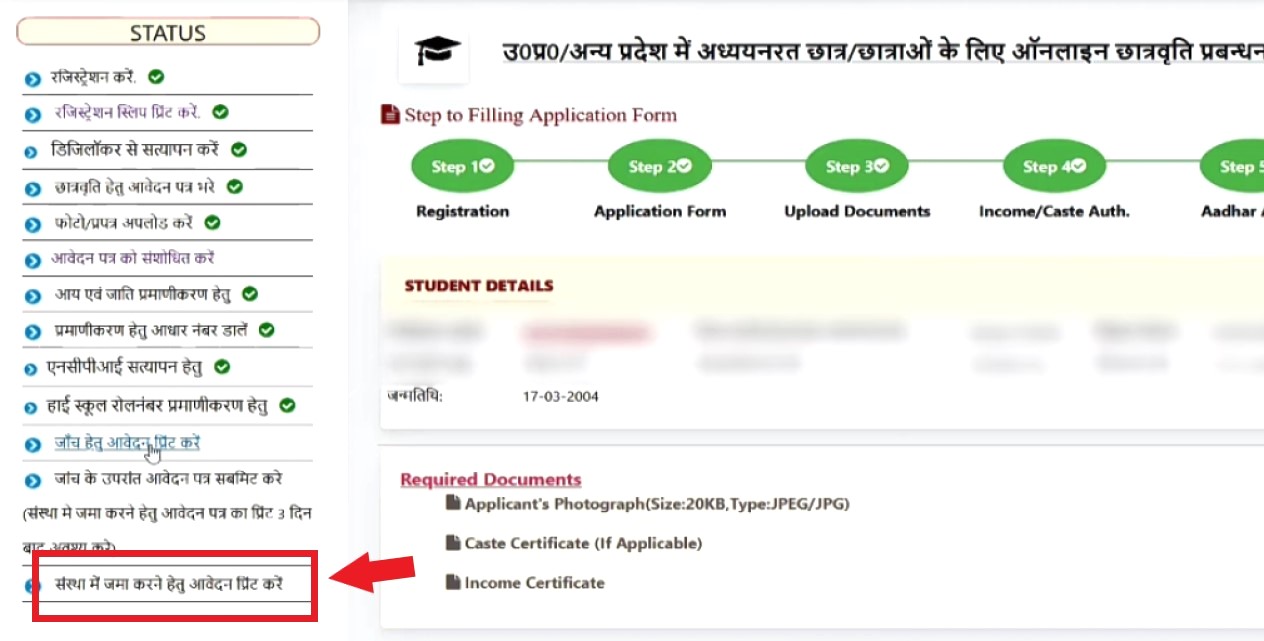 STATUS
रजिस्ट्रेशन करें.
रजिस्ट्रेशन स्लिप प्रिंट करें.
डिजिलॉकर से सत्यापन करें
छात्रवृति हेतु आवेदन पत्र भरे
फोटो/प्रपत्र अपलोड करें
आवेदन पत्र को संशोधित करें
आय एवं जाति प्रमाणीकरण हेतु
प्रमाणीकरण हेतु आधार नंबर डालें
एनसीपीआई सत्यापन हेतु
हाई स्कूल रोलनंबर प्रमाणीकरण हेतु
जाँच हेतु आवेदन प्रिंट करें
जांच के उपरांत आवेदन पत्र सबमिट करे
(संस्था मे जमा करने हेतु आवेदन पत्र का प्रिंट 3 दिन
बाद अवश्य करे)
संस्था में जमा करने हेतु आवेदन प्रिंट करें
उ0प्र0/अन्य प्रदेश में अध्ययनरत छात्र/छात्राओं के लिए ऑनलाइन छात्रवृति प्रबन्धन
Step to Filling Application Form
Step 1 Step 2 Step 3 Step 4 Step 5
Registration Application Form Upload Documents Income/Caste Auth. Aadhar
STUDENT DETAILS
जन्मतिथि: 17-03-2004
Required Documents
Applicant's Photograph(Size:20KB,Type:JPEG/JPG)
Caste Certificate (If Applicable)
Income Certificate